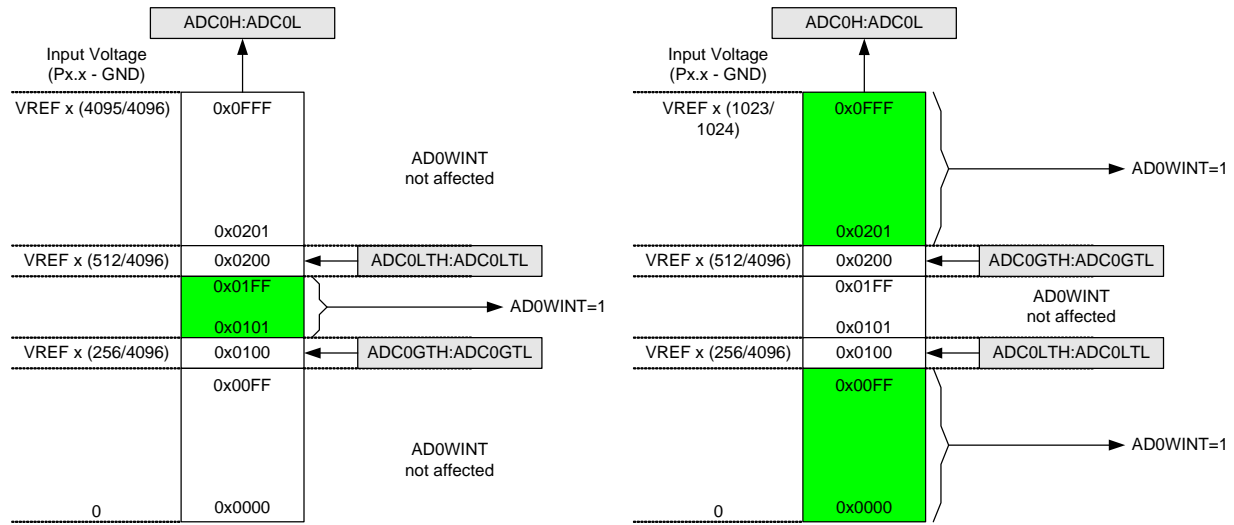 ADC0H:ADC0L
Input Voltage
(Px.x - GND)
VREF x (4095/4096)
0x0FFF
AD0WINT
not affected
0x0201
VREF x (512/4096)
0x0200
ADC0LTH:ADC0LTL
0x01FF
AD0WINT=1
0x0101
VREF x (256/4096)
0x0100
ADC0GTH:ADC0GTL
0x00FF
AD0WINT
not affected
0
0x0000
ADC0H:ADC0L
Input Voltage
(Px.x - GND)
VREF x (1023/
1024)
0x0FFF
AD0WINT=1
0x0201
VREF x (512/4096)
0x0200
ADC0GTH:ADC0GTL
0x01FF
AD0WINT
not affected
0x0101
VREF x (256/4096)
0x0100
ADC0LTH:ADC0LTL
0x00FF
AD0WINT=1
0
0x0000